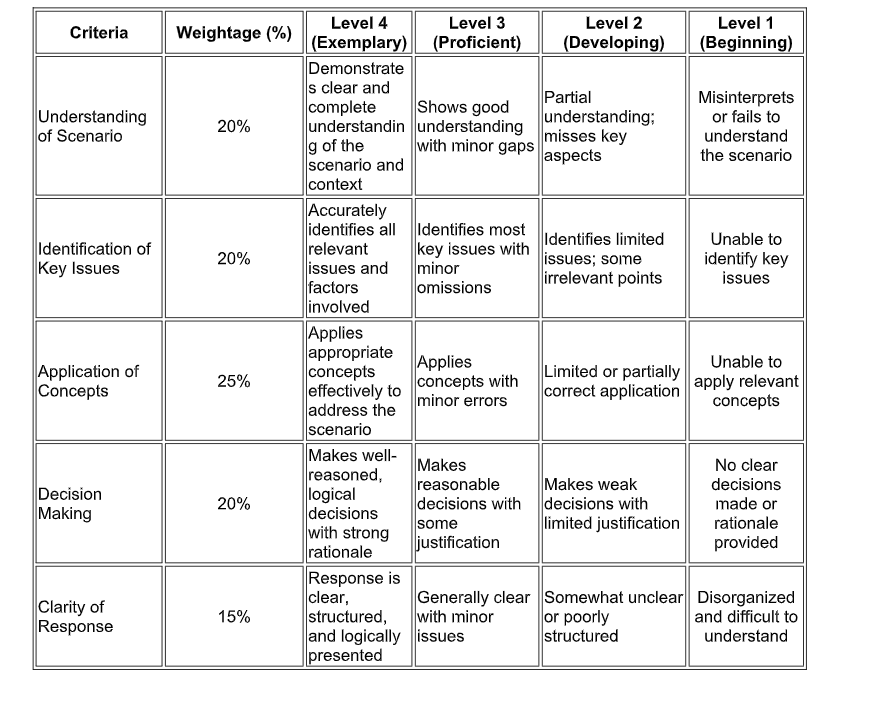 Criteria
Weightage (%)
Level 4
(Exemplary)
Level 3
(Proficient)
Level 2
(Developing)
Level 1
(Beginning)
Understanding
of Scenario
20%
Demonstrate
s clear and
complete
understandin
g of the
scenario and
context
Shows good
understanding
with minor gaps
Partial
understanding;
misses key
aspects
Misinterprets
or fails to
understand
the scenario
Identification of
Key Issues
20%
Accurately
identifies all
relevant
issues and
factors
involved
Identifies most
key issues with
minor
omissions
Identifies limited
issues; some
irrelevant points
Unable to
identify key
issues
Application of
Concepts
25%
Applies
appropriate
concepts
effectively to
address the
scenario
Applies
concepts with
minor errors
Limited or partially
correct application
Unable to
apply relevant
concepts
Decision
Making
20%
Makes well-
reasoned,
logical
decisions
with strong
rationale
Makes
reasonable
decisions with
some
justification
Makes weak
decisions with
limited justification
No clear
decisions
made or
rationale
provided
Clarity of
Response
15%
Response is
clear,
structured,
and logically
presented
Generally clear
with minor
issues
Somewhat unclear
or poorly
structured
Disorganized
and difficult to
understand